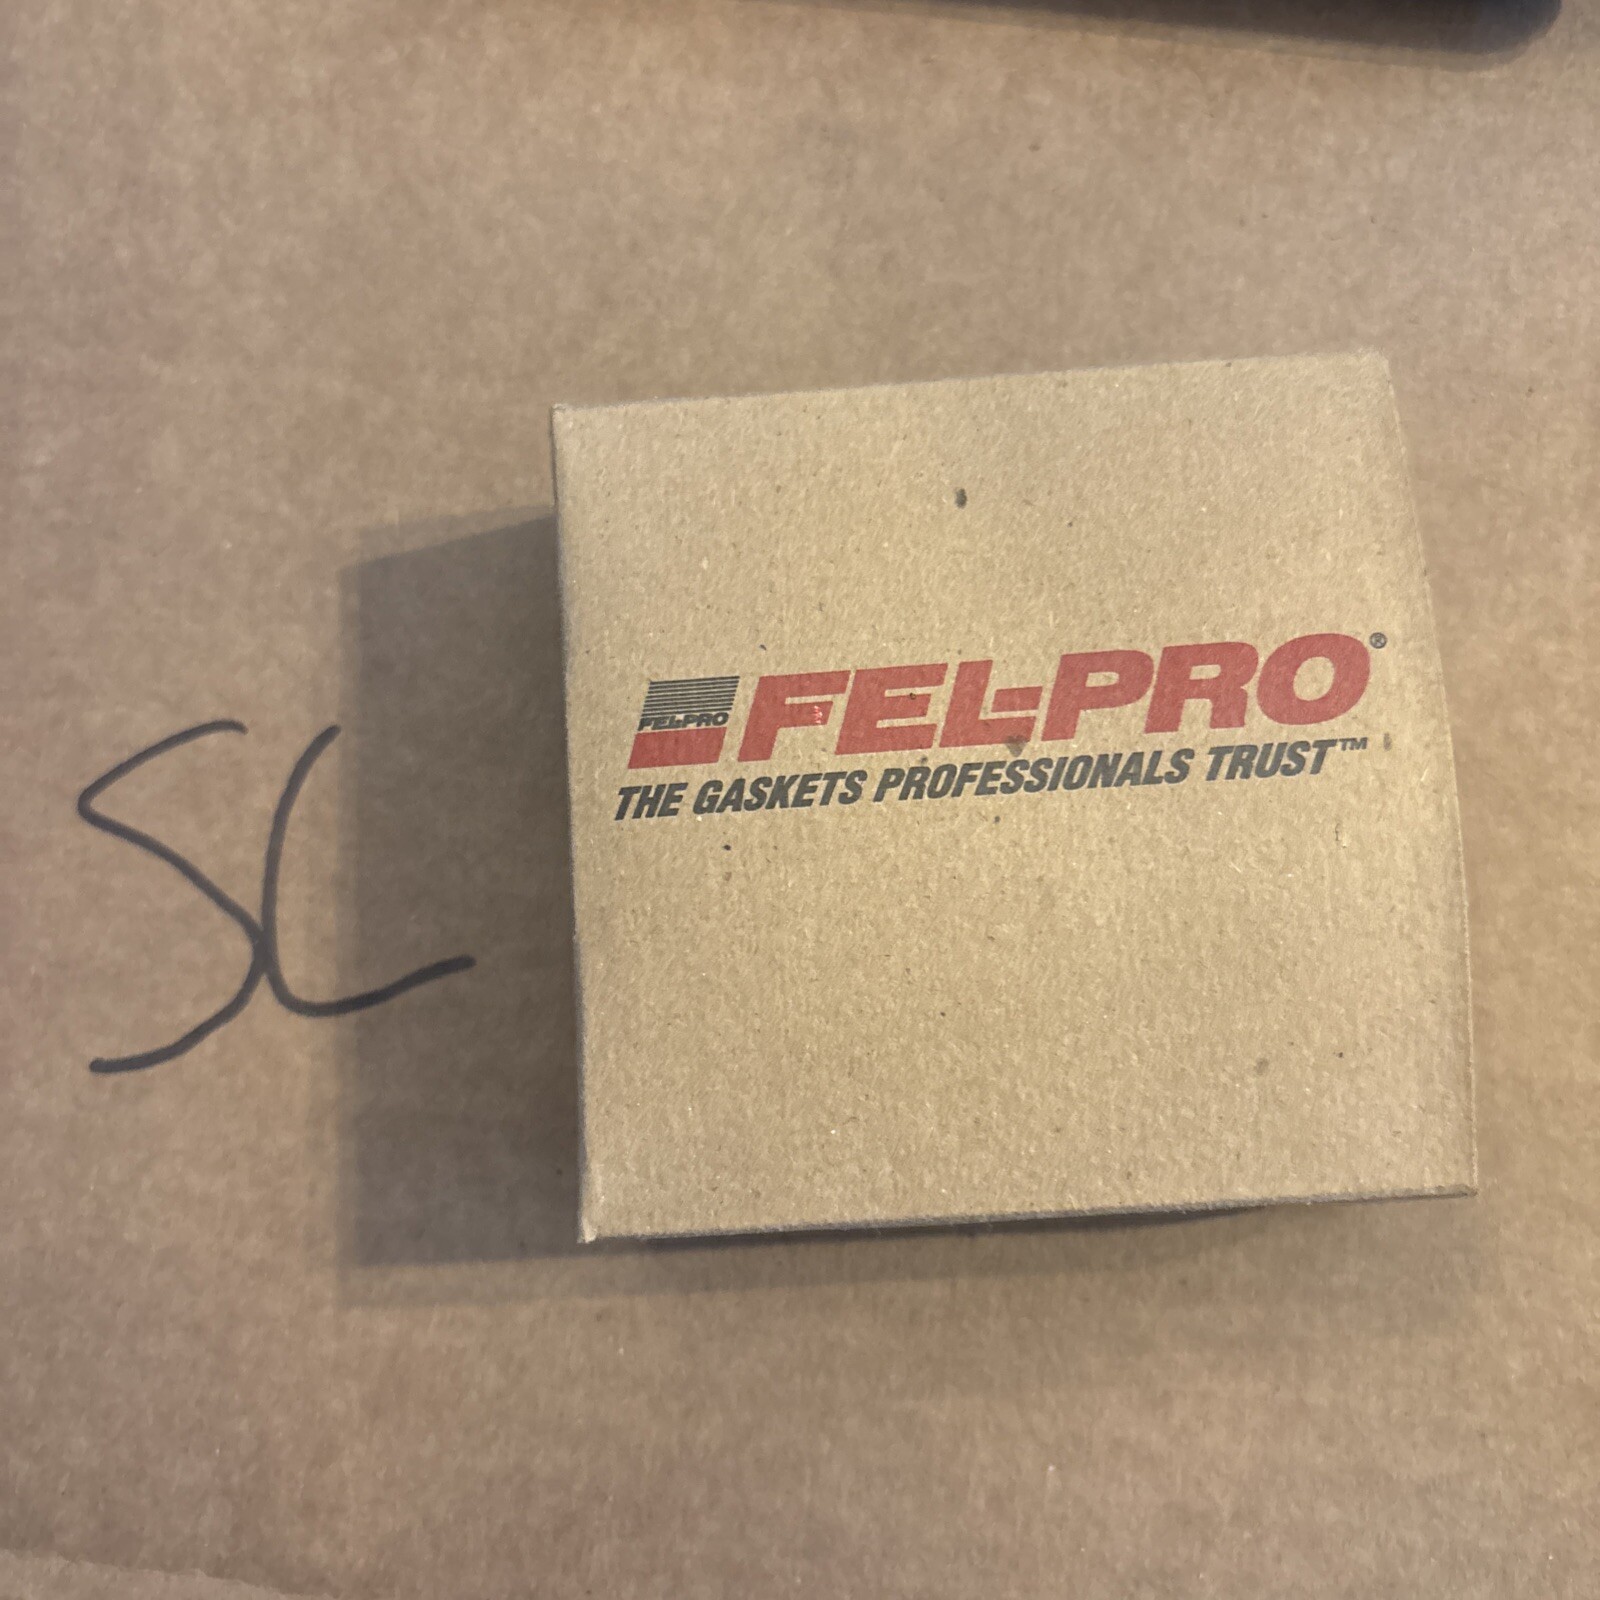 SC
FEL-PRO
FEL-PRO®
THE GASKETS PROFESSIONALS TRUST™